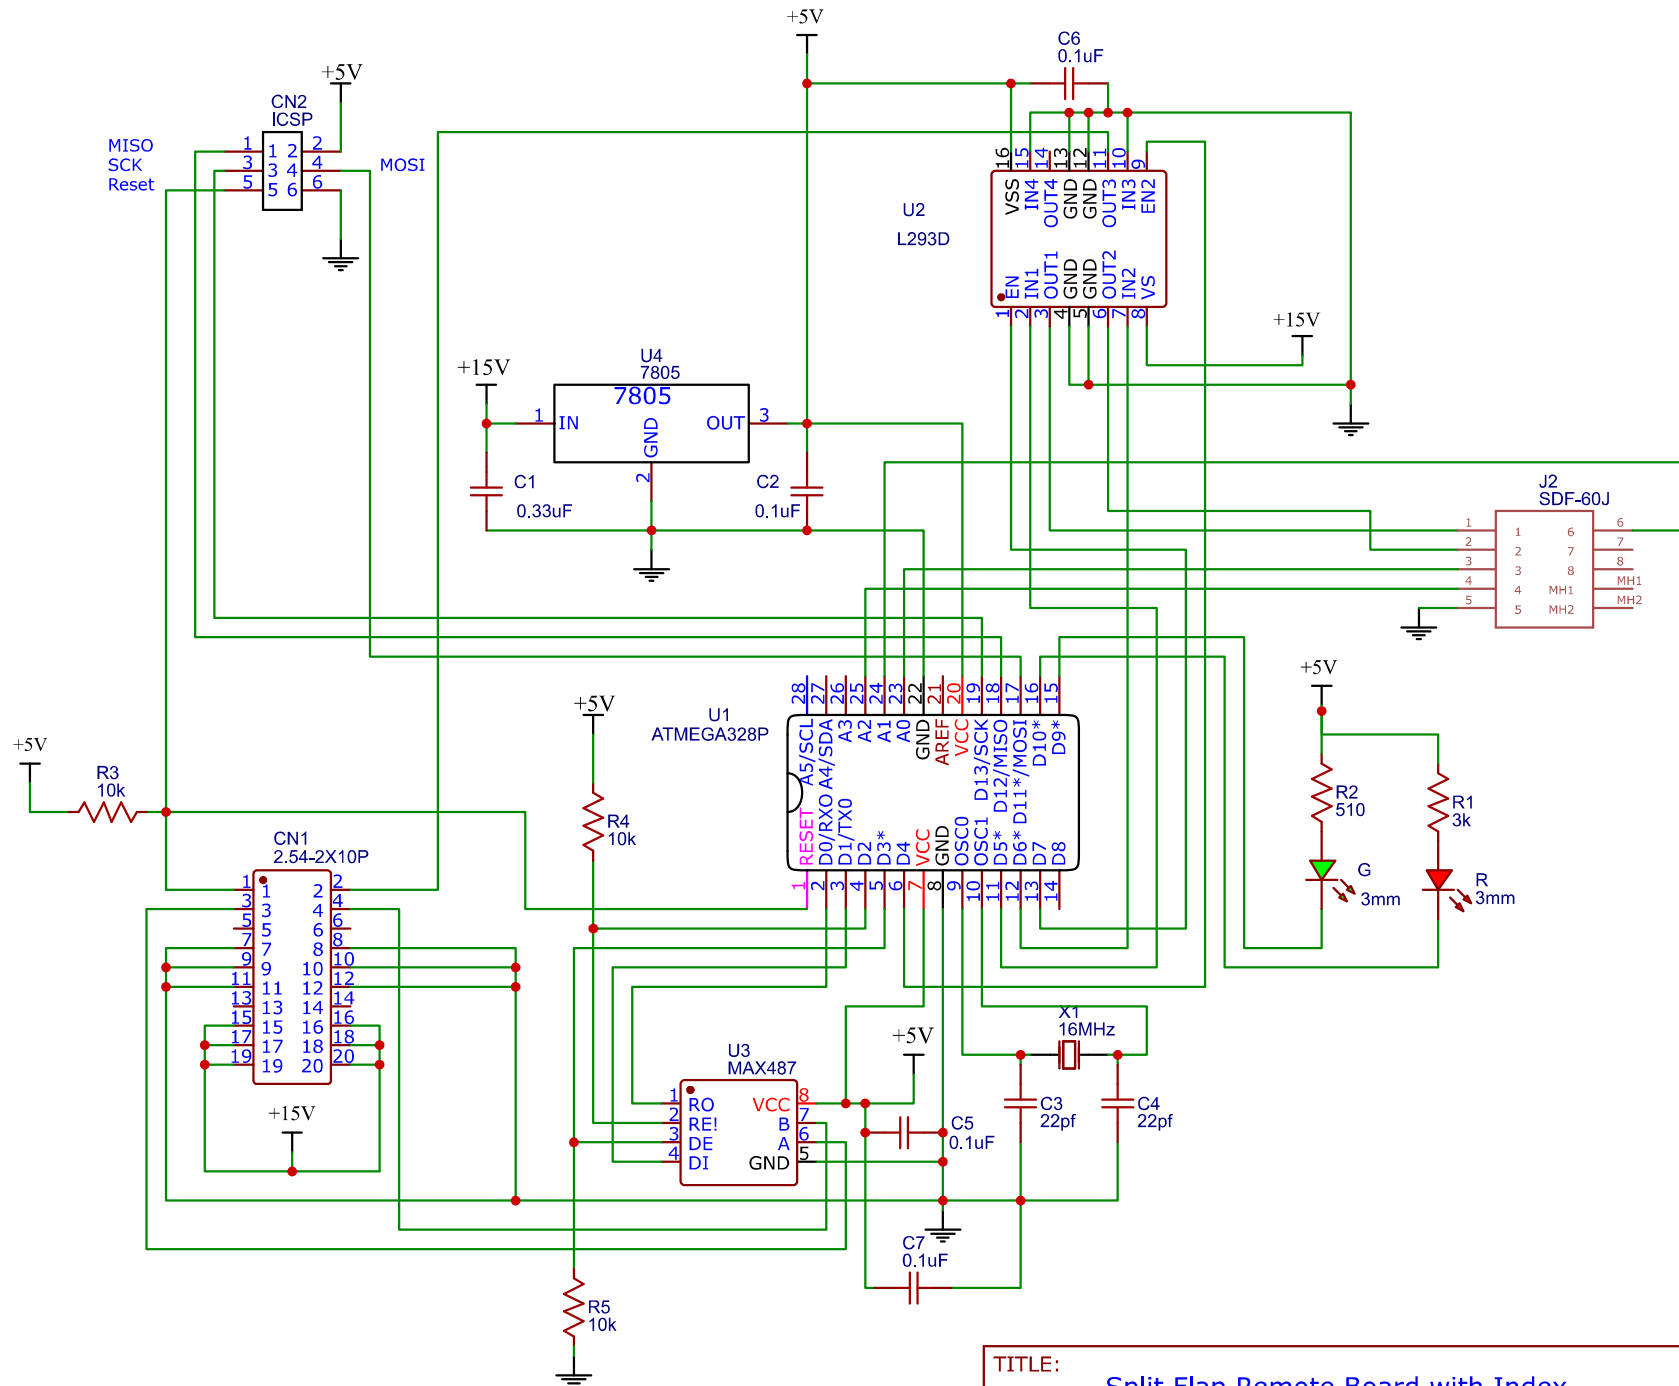 +5V
C6
0.1uF
+5V
CN2
ICSP
MISO
SCK
Reset
1 1 2 2
3 3 4 4
5 5 6 6
MOSI
16 15 14 13 12 11 10 9
VSS IN4 OUT4 GND GND OUT3 IN3 EN2
U2
L293D
EN IN1 OUT1 GND GND OUT2 IN2 VS
1 2 3 4 5 6 7 8
+15V
+15V
U4
7805
7805
1 IN OUT 3
GND
2
C1
0.33uF
C2
0.1uF
J2
SDF-60J
1 1 6 6
2 2 7 7
3 3 8 8
4 4 MH1 MH1
5 5 MH2 MH2
+5V
28 27 26 25 24 23 22 21 20 19 18 17 16 15
A5/SCL A4/SDA A3 A2 A1 A0 GND AREF VCC D13/SCK D12/MISO D11*/MOSI D10* D9*
U1
ATMEGA328P
RESET D0/RXO D1/TX0 D2 D3* D4 VCC GND OSC0 OSC1 D5* D6* D7 D8
1 2 3 4 5 6 7 8 9 10 11 12 13 14
+5V
+5V
R3
10k
R4
10k
R2
510
R1
3k
G
3mm
R
3mm
CN1
2.54-2X10P
1 1 2 2
3 3 4 4
5 5 6 6
7 7 8 8
9 9 10 10
11 11 12 12
13 13 14 14
15 15 16 16
17 17 18 18
19 19 20 20
+15V
X1
16MHz
+5V
U3
MAX487
1 RO VCC 8
2 RE! B 7
3 DE A 6
4 DI GND 5
C5
0.1uF
C3
22pf
C4
22pf
C7
0.1uF
R5
10k
TITLE:
Split Flap Remote Board with Index